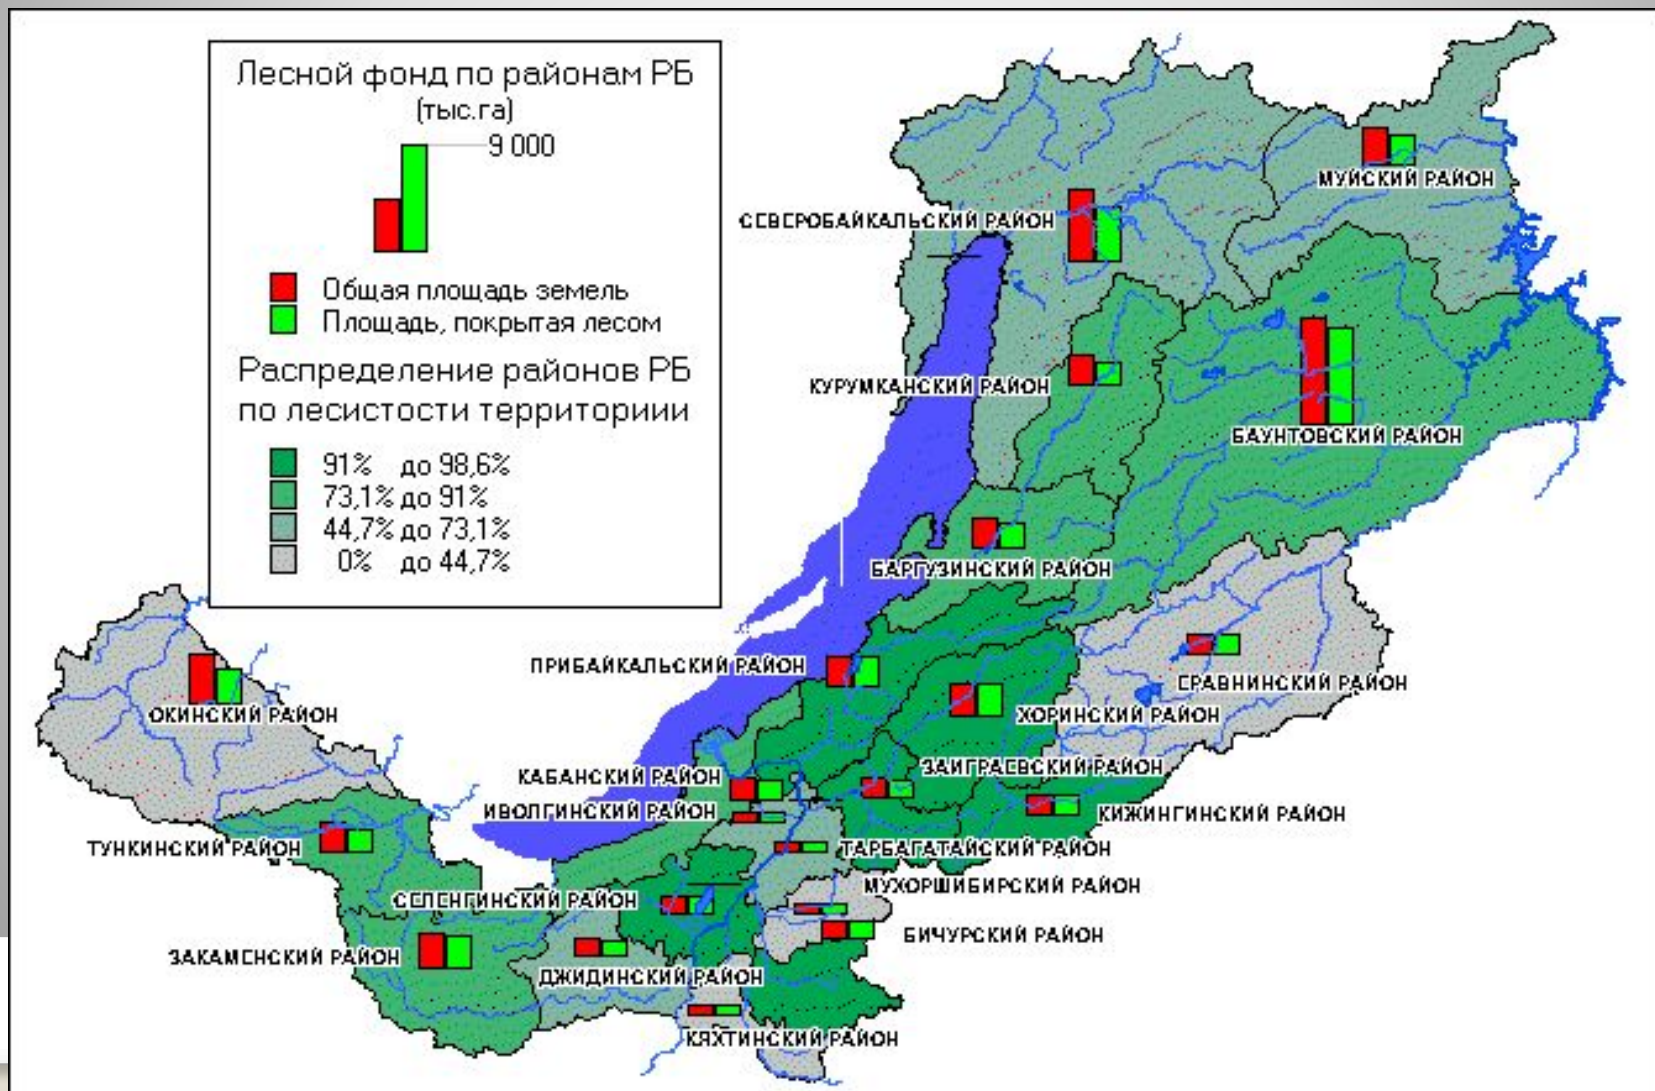 Лесной фонд по районам РБ
(тыс.га)
9 000
Общая площадь земель
Площадь, покрытая лесом
Распределение районов РБ
по лесистости териториии
91% до 98,6%
73,1% до 91%
44,7% до 73,1%
0% до 44,7%
МУЙСКИЙ РАЙОН
СЕВЕРОБАЙКАЛЬСКИЙ РАЙОН
КУРУМКАНСКИЙ РАЙОН
БАУНТОВСКИЙ РАЙОН
БАРГУЗИНСКИЙ РАЙОН
ПРИБАЙКАЛЬСКИЙ РАЙОН
ЕРАВНИНСКИЙ РАЙОН
ОКИНСКИЙ РАЙОН
ХОРИНСКИЙ РАЙОН
ЗАИГРАЕВСКИЙ РАЙОН
КАБАНСКИЙ РАЙОН
ИВОЛГИНСКИЙ РАЙОН
КИЖИНГИНСКИЙ РАЙОН
ТУНКИНСКИЙ РАЙОН
ТАРБАГАТАЙСКИЙ РАЙОН
МУХОРШИБИРСКИЙ РАЙОН
СЕЛЕНГИНСКИЙ РАЙОН
БИЧУРСКИЙ РАЙОН
ЗАКАМЕНСКИЙ РАЙОН
ДЖИДИНСКИЙ РАЙОН
КЯХТИНСКИЙ РАЙОН